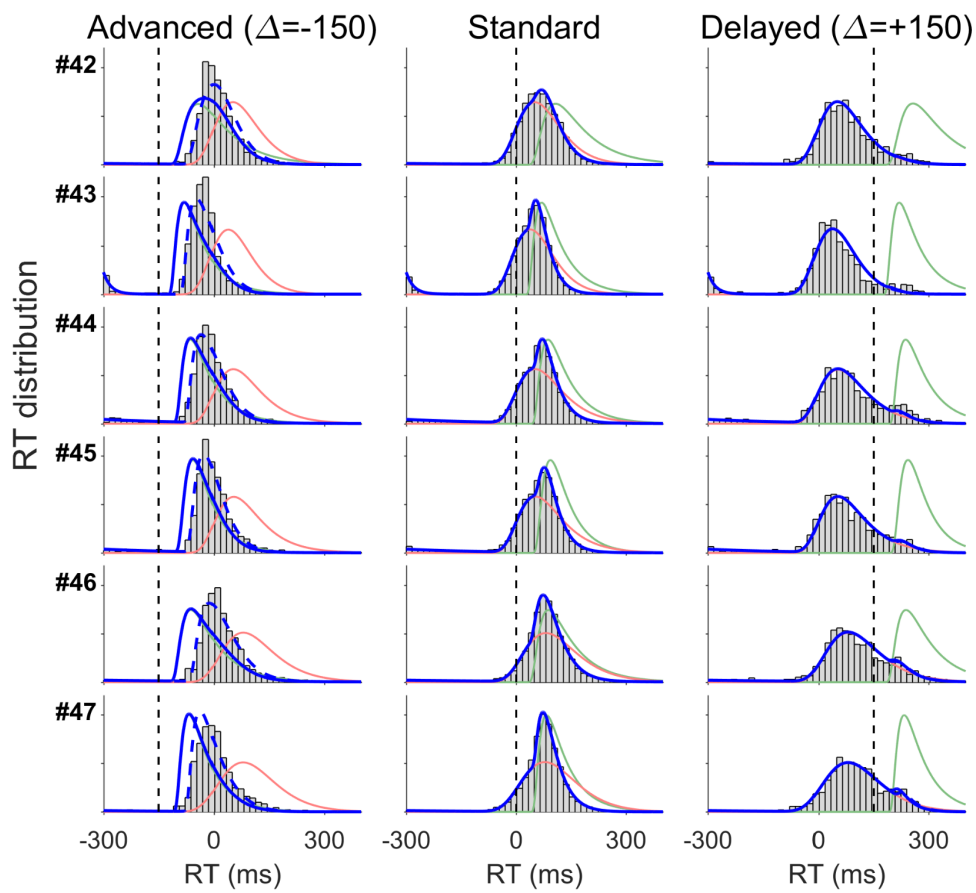 Advanced (Δ=-150) Standard Delayed (Δ=+150)
#42
#43
#44
RT distribution
#45
#46
#47
-300 0 300 -300 0 300 -300 0 300
RT (ms) RT (ms) RT (ms)